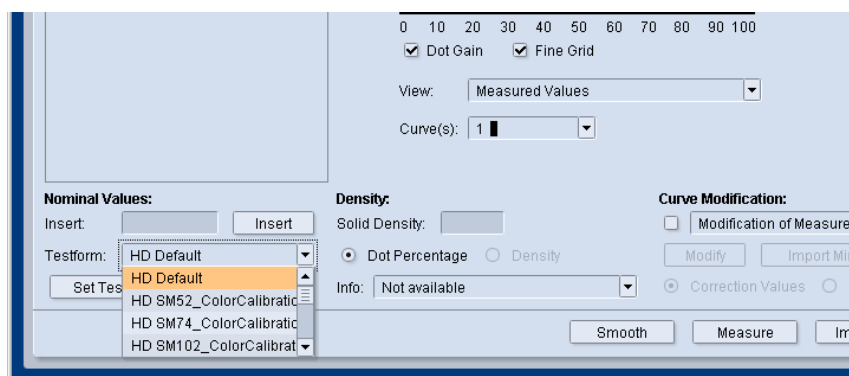 0 10 20 30 40 50 60 70 80 90 100
Dot Gain Fine Grid
View: Measured Values
Curve(s): 1
Nominal Values: Density: Curve Modification:
Insert: Insert Solid Density: Modification of Measure
Testform: HD Default Dot Percentage Density Modify Import Mi
HD Default
Set Tes Info: Not available Correction Values
HD SM52_ColorCalibratic
HD SM74_ColorCalibratic
Smooth Measure Im
HD SM102_ColorCalibrat